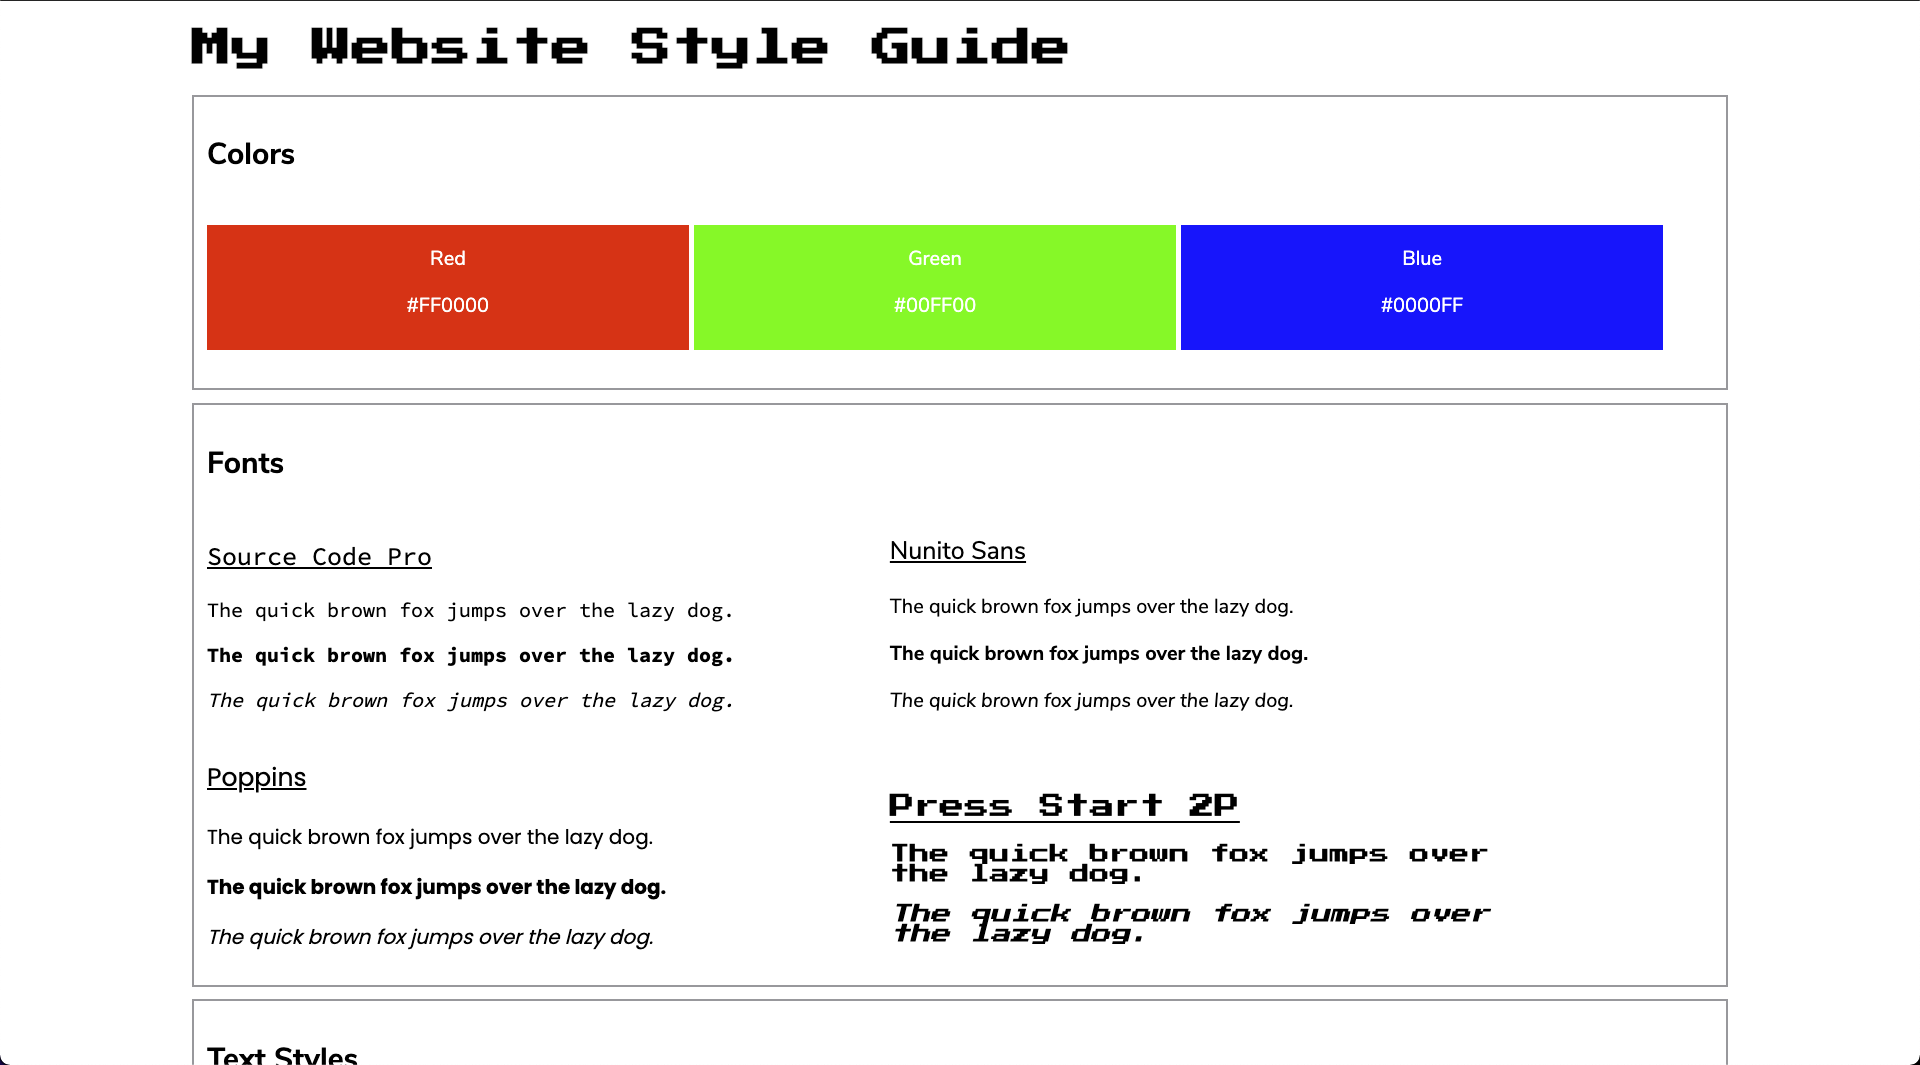 My Website Style Guide
Colors
Red
#FF0000
Green
#00FF00
Blue
#0000FF
Fonts
Source Code Pro
The quick brown fox jumps over the lazy dog.
The quick brown fox jumps over the lazy dog.
The quick brown fox jumps over the lazy dog.
Nunito Sans
The quick brown fox jumps over the lazy dog.
The quick brown fox jumps over the lazy dog.
The quick brown fox jumps over the lazy dog.
Poppins
The quick brown fox jumps over the lazy dog.
The quick brown fox jumps over the lazy dog.
The quick brown fox jumps over the lazy dog.
Press Start 2P
The quick brown fox jumps over
the lazy dog.
The quick brown fox jumps over
the lazy dog.
Text Styles